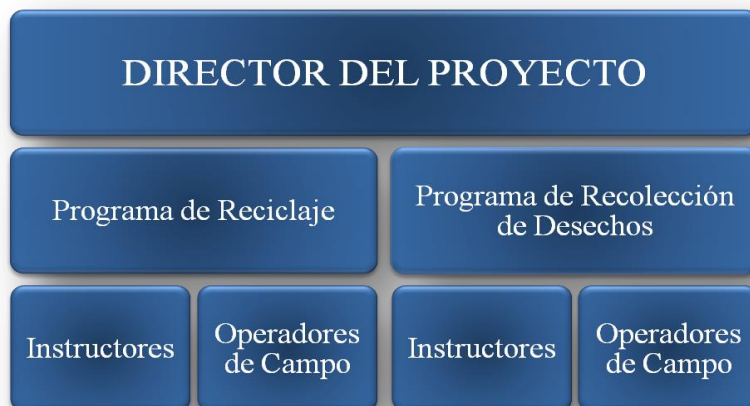 DIRECTOR DEL PROYECTO
Programa de Reciclaje
Programa de Recolección
de Desechos
Instructores
Operadores
de Campo
Instructores
Operadores
de Campo